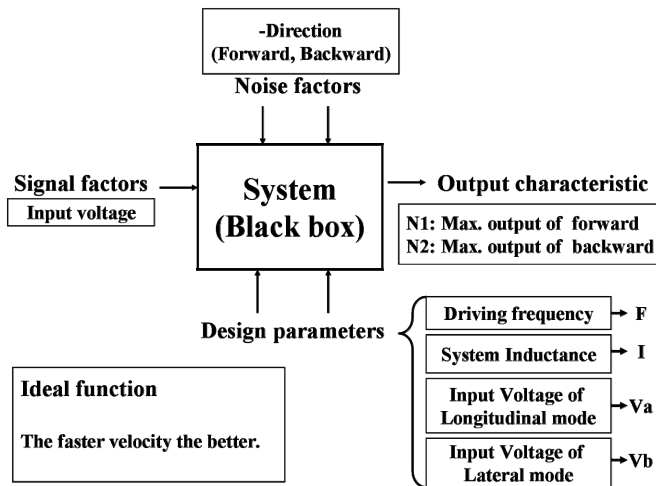 -Direction
(Forward, Backward)
Noise factors
Signal factors
Input voltage
System
(Black box)
Output characteristic
N1: Max. output of forward
N2: Max. output of backward
Design parameters
Driving frequency
F
System Inductance
I
Input Voltage of
Longitudinal mode
Va
Input Voltage of
Lateral mode
Vb
Ideal function
The faster velocity the better.